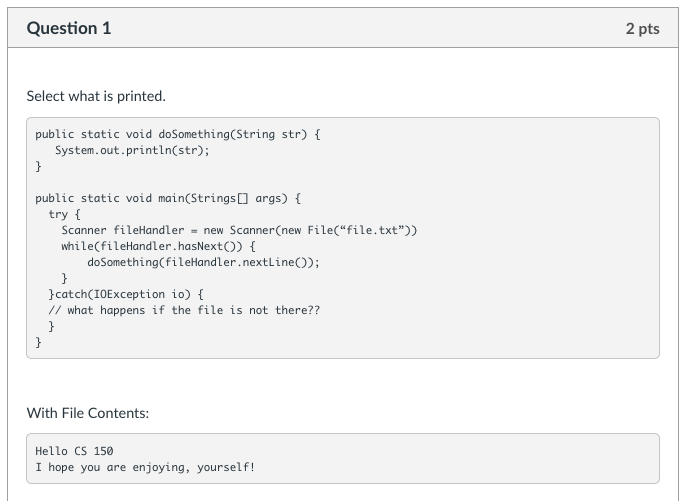 Question 1
2 pts
Select what is printed.
public static void doSomething(String str) {
System.out.println(str);
}
public static void main(Strings[] args) {
try {
Scanner fileHandler = new Scanner(new File(“file.txt”))
while(fileHandler.hasNext()) {
doSomething(fileHandler.nextLine());
}
}catch(IOException io) {
// what happens if the file is not there??
}
}
With File Contents:
Hello CS 150
I hope you are enjoying, yourself!